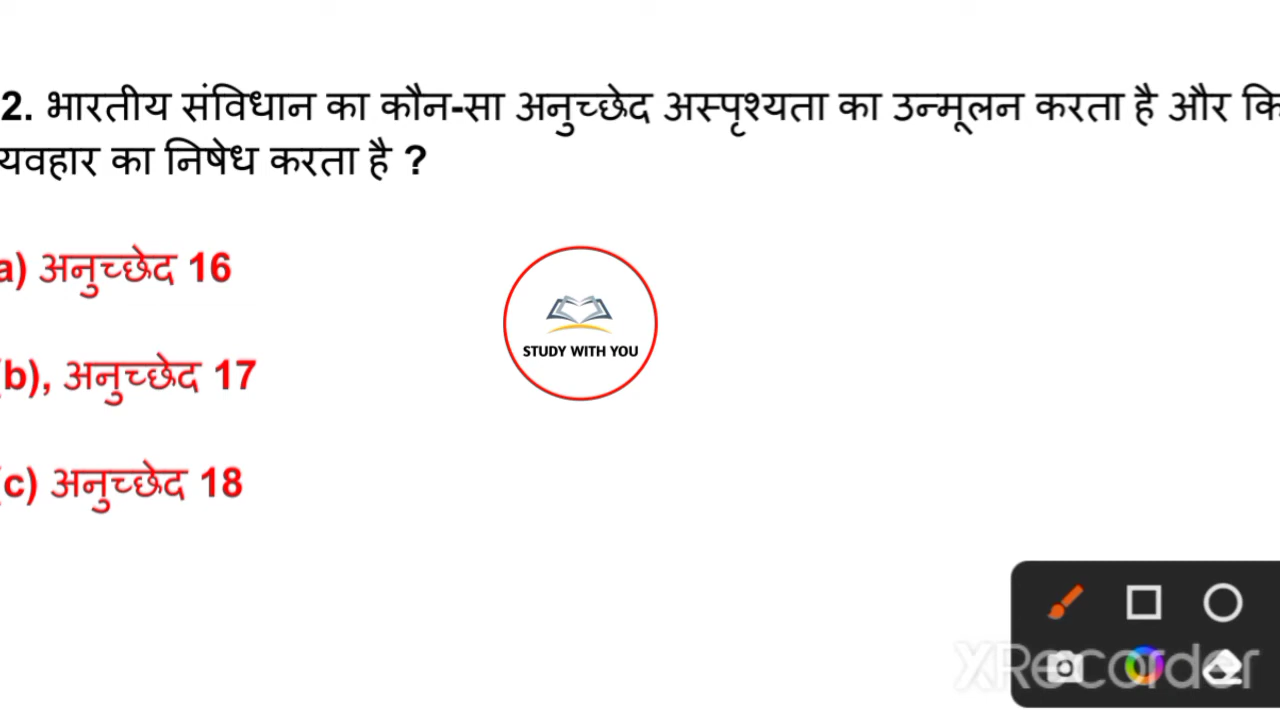 2. भारतीय संविधान का कौन-सा अनुच्छेद अस्पृश्यता का उन्मूलन करता है और कि
यवहार का निषेध करता है ?
a) अनुच्छेद 16
STUDY WITH YOU
(b), अनुच्छेद 17
(c) अनुच्छेद 18
XRecorder